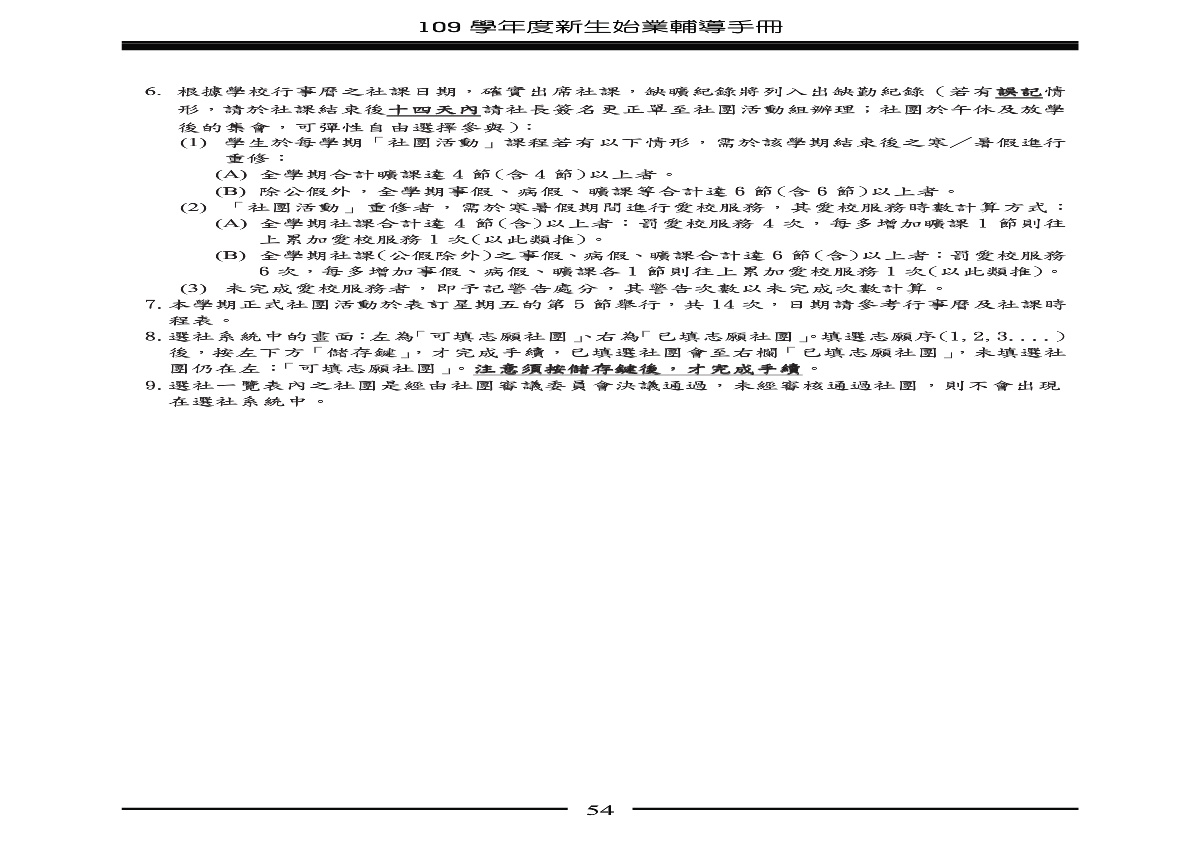 109 學年度新生始業輔導手冊
6. 根據學校行事曆之社課日期，確實出席社課，缺曠紀錄將列入出缺勤紀錄（若有誤記情
形，請於社課結束後十四天內請社長簽名更正單至社團活動組辦理；社團於午休及放學
後的集會，可彈性自由選擇參與）：
(1) 學生於每學期「社團活動」課程若有以下情形，需於該學期結束後之寒／暑假進行
重修：
(A) 全學期合計曠課達 4 節(含 4 節)以上者。
(B) 除公假外，全學期事假、病假、曠課等合計達 6 節(含 6 節)以上者。
(2) 「社團活動」重修者，需於寒暑假期間進行愛校服務，其愛校服務時數計算方式：
(A) 全學期社課合計達 4 節(含)以上者：罰愛校服務 4 次，每多增加曠課 1 節則往
上累加愛校服務 1 次(以此類推)。
(B) 全學期社課(公假除外)之事假、病假、曠課合計達 6 節(含)以上者：罰愛校服務
6 次，每多增加事假、病假、曠課各 1 節則往上累加愛校服務 1 次(以此類推)。
(3) 未完成愛校服務者，即予記警告處分，其警告次數以未完成次數計算。
7. 本學期正式社團活動於表訂星期五的第 5 節舉行，共 14 次，日期請參考行事曆及社課時
程表。
8. 選社系統中的畫面：左為「可填志願社團」、右為「已填志願社團」。填選志願序(1, 2, 3. . . . )
後，按左下方「儲存鍵」，才完成手續，已填選社團會至右欄「已填志願社團」，未填選社
團仍在左：「可填志願社團」。注意須按儲存鍵後，才完成手續。
9. 選社一覽表內之社團是經由社團審議委員會決議通過，未經審核通過社團，則不會出現
在選社系統中。
54